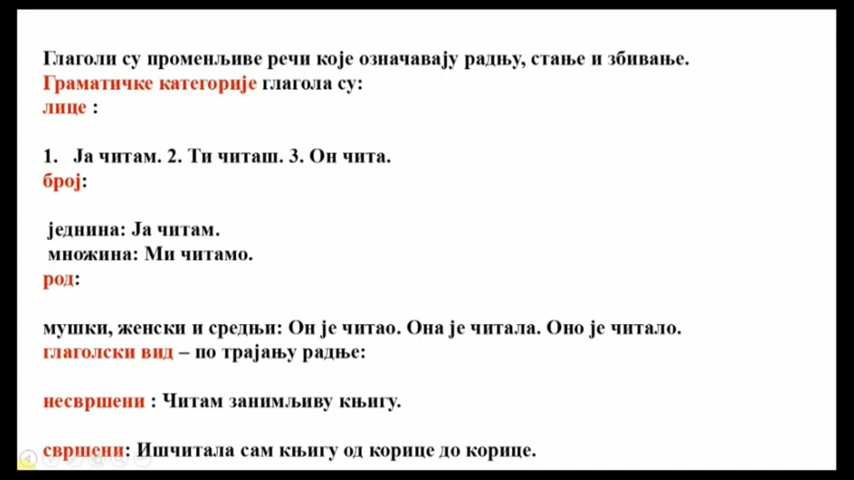 Глаголи су променљиве речи које означавају радњу, стање и збивање.
Граматичке категорије глагола су:
лице :
1. Ја читам. 2. Ти читаш. 3. Он чита.
број:
једнина: Ја читам.
множина: Ми читамо.
род:
мушки, женски и средњи: Он је читао. Она је читала. Оно је читало.
глаголски вид – по трајању радње:
несвршени : Читам занимљиву књигу.
свршени: Ишчитала сам књигу од корице до корице.